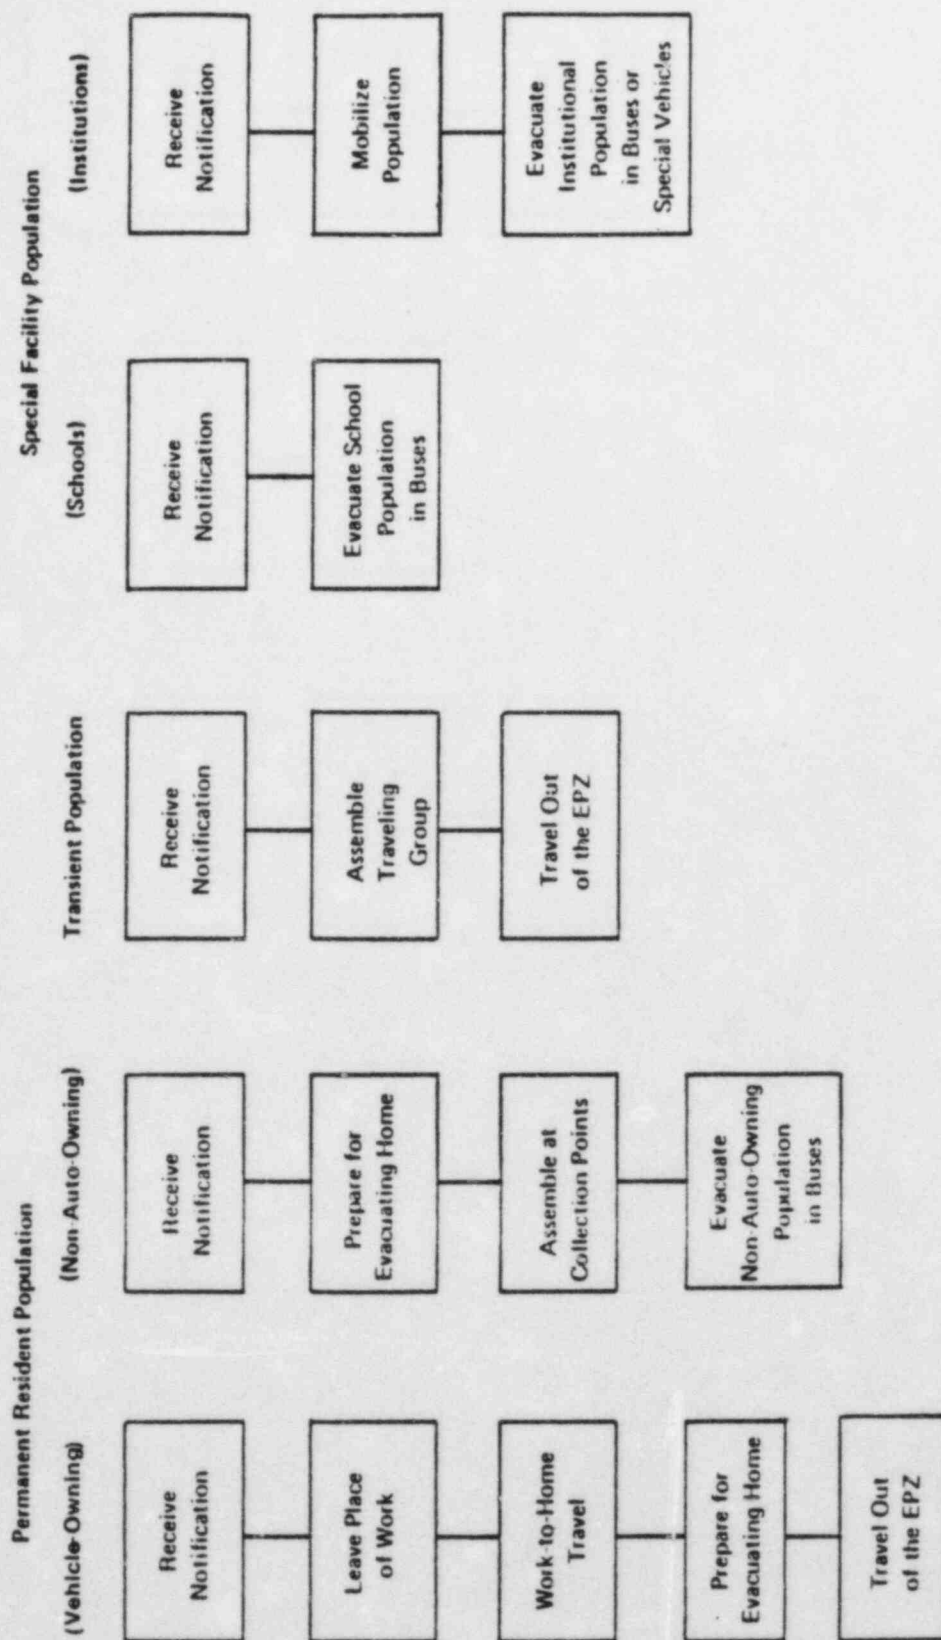 Permanent Resident Population
(Vehicle-Owning)
Receive
Notification
Leave Place
of Work
Work-to-Home
Travel
Prepare for
Evacuating Home
Travel Out
of the EPZ
(Non-Auto-Owning)
Receive
Notification
Prepare for
Evacuating Home
Assemble at
Collection Points
Evacuate
Non-Auto-Owning
Population
in Buses
Transient Population
Receive
Notification
Assemble
Traveling
Group
Travel Out
of the EPZ
Special Facility Population
(Schools)
Receive
Notification
Evacuate School
Population
in Buses
(Institutions)
Receive
Notification
Mobilize
Population
Evacuate
Institutional
Population
in Buses or
Special Vehicles